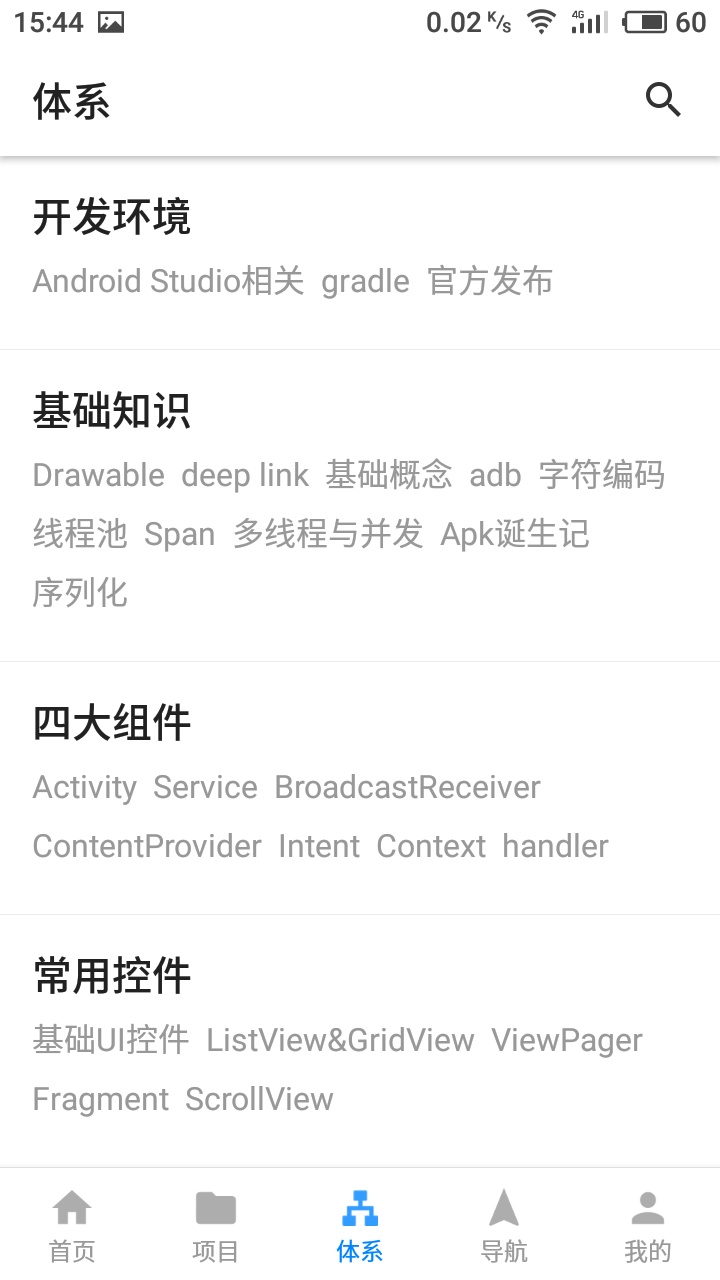 15:44 0.02 K/s 4G 60
体系
开发环境
Android Studio相关 gradle 官方发布
基础知识
Drawable deep link 基础概念 adb 字符编码
线程池 Span 多线程与并发 Apk诞生记
序列化
四大组件
Activity Service BroadcastReceiver
ContentProvider Intent Context handler
常用控件
基础UI控件 ListView&GridView ViewPager
Fragment ScrollView
首页 项目 体系 导航 我的